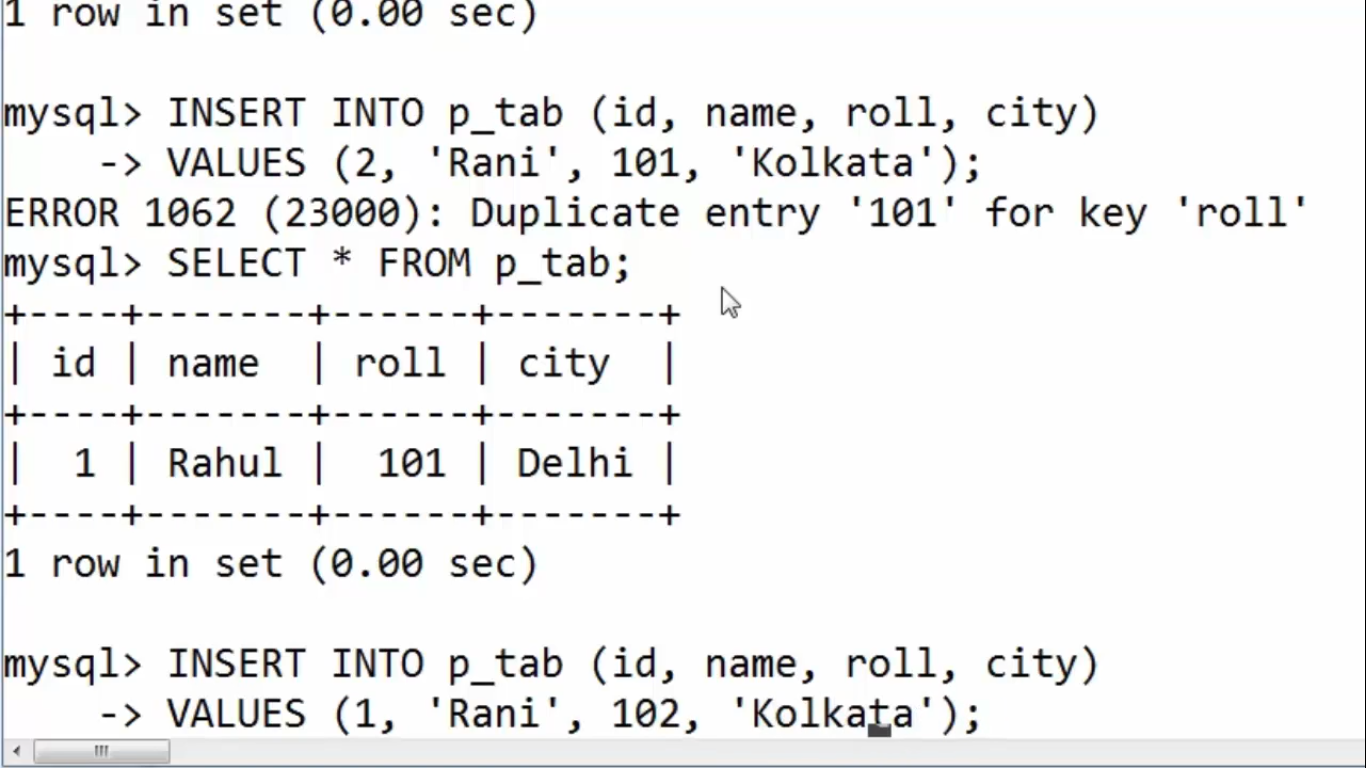 1 row in set (0.00 sec)
mysql> INSERT INTO p_tab (id, name, roll, city)
    -> VALUES (2, 'Rani', 101, 'Kolkata');
ERROR 1062 (23000): Duplicate entry '101' for key 'roll'
mysql> SELECT * FROM p_tab;
+----+-------+------+-------+
| id | name  | roll | city  |
+----+-------+------+-------+
|  1 | Rahul |  101 | Delhi |
+----+-------+------+-------+
1 row in set (0.00 sec)
mysql> INSERT INTO p_tab (id, name, roll, city)
    -> VALUES (1, 'Rani', 102, 'Kolkata');